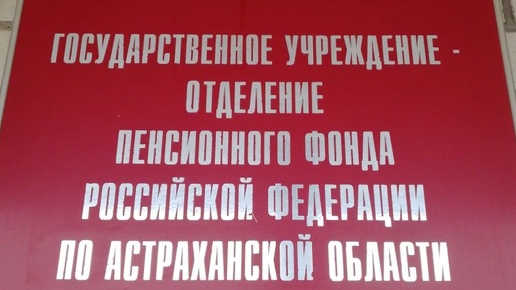 ГОСУДАРСТВЕННОЕ УЧРЕЖДЕНИЕ -
ОТДЕЛЕНИЕ
ПЕНСИОННОГО ФОНДА
РОССИЙСКОЙ ФЕДЕРАЦИИ
ПО АСТРАХАНСКОЙ ОБЛАСТИ